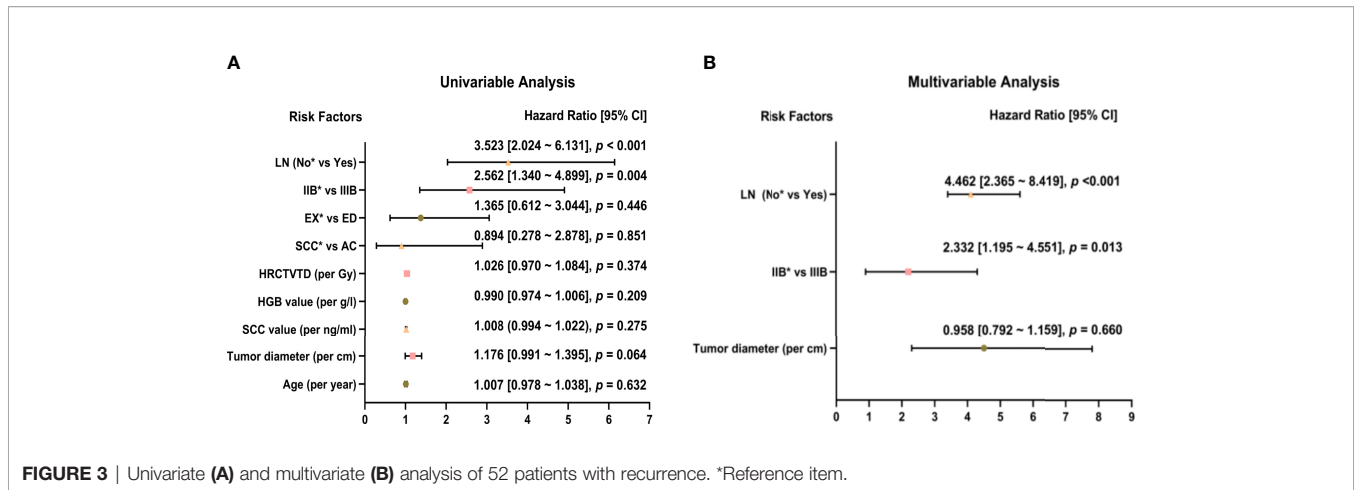 A
Univariable Analysis
Risk Factors
Hazard Ratio [95% CI]
LN (No* vs Yes)
3.523 [2.024 ~ 6.131], p < 0.001
IIB* vs IIIB
2.562 [1.340 ~ 4.899], p = 0.004
EX* vs ED
1.365 [0.612 ~ 3.044], p = 0.446
SCC* vs AC
0.894 [0.278 ~ 2.878], p = 0.851
HRCTVTD (per Gy)
1.026 [0.970 ~ 1.084], p = 0.374
HGB value (per g/l)
0.990 [0.974 ~ 1.006], p = 0.209
SCC value (per ng/ml)
1.008 (0.994 ~ 1.022), p = 0.275
Tumor diameter (per cm)
1.176 [0.991 ~ 1.395], p = 0.064
Age (per year)
1.007 [0.978 ~ 1.038], p = 0.632
0 1 2 3 4 5 6 7
B
Multivariable Analysis
Risk Factors
Hazard Ratio [95% CI]
LN (No* vs Yes)
4.462 [2.365 ~ 8.419], p <0.001
IIB* vs IIIB
2.332 [1.195 ~ 4.551], p = 0.013
Tumor diameter (per cm)
0.958 [0.792 ~ 1.159], p = 0.660
0 1 2 3 4 5 6 7 8 9
FIGURE 3 | Univariate (A) and multivariate (B) analysis of 52 patients with recurrence. *Reference item.